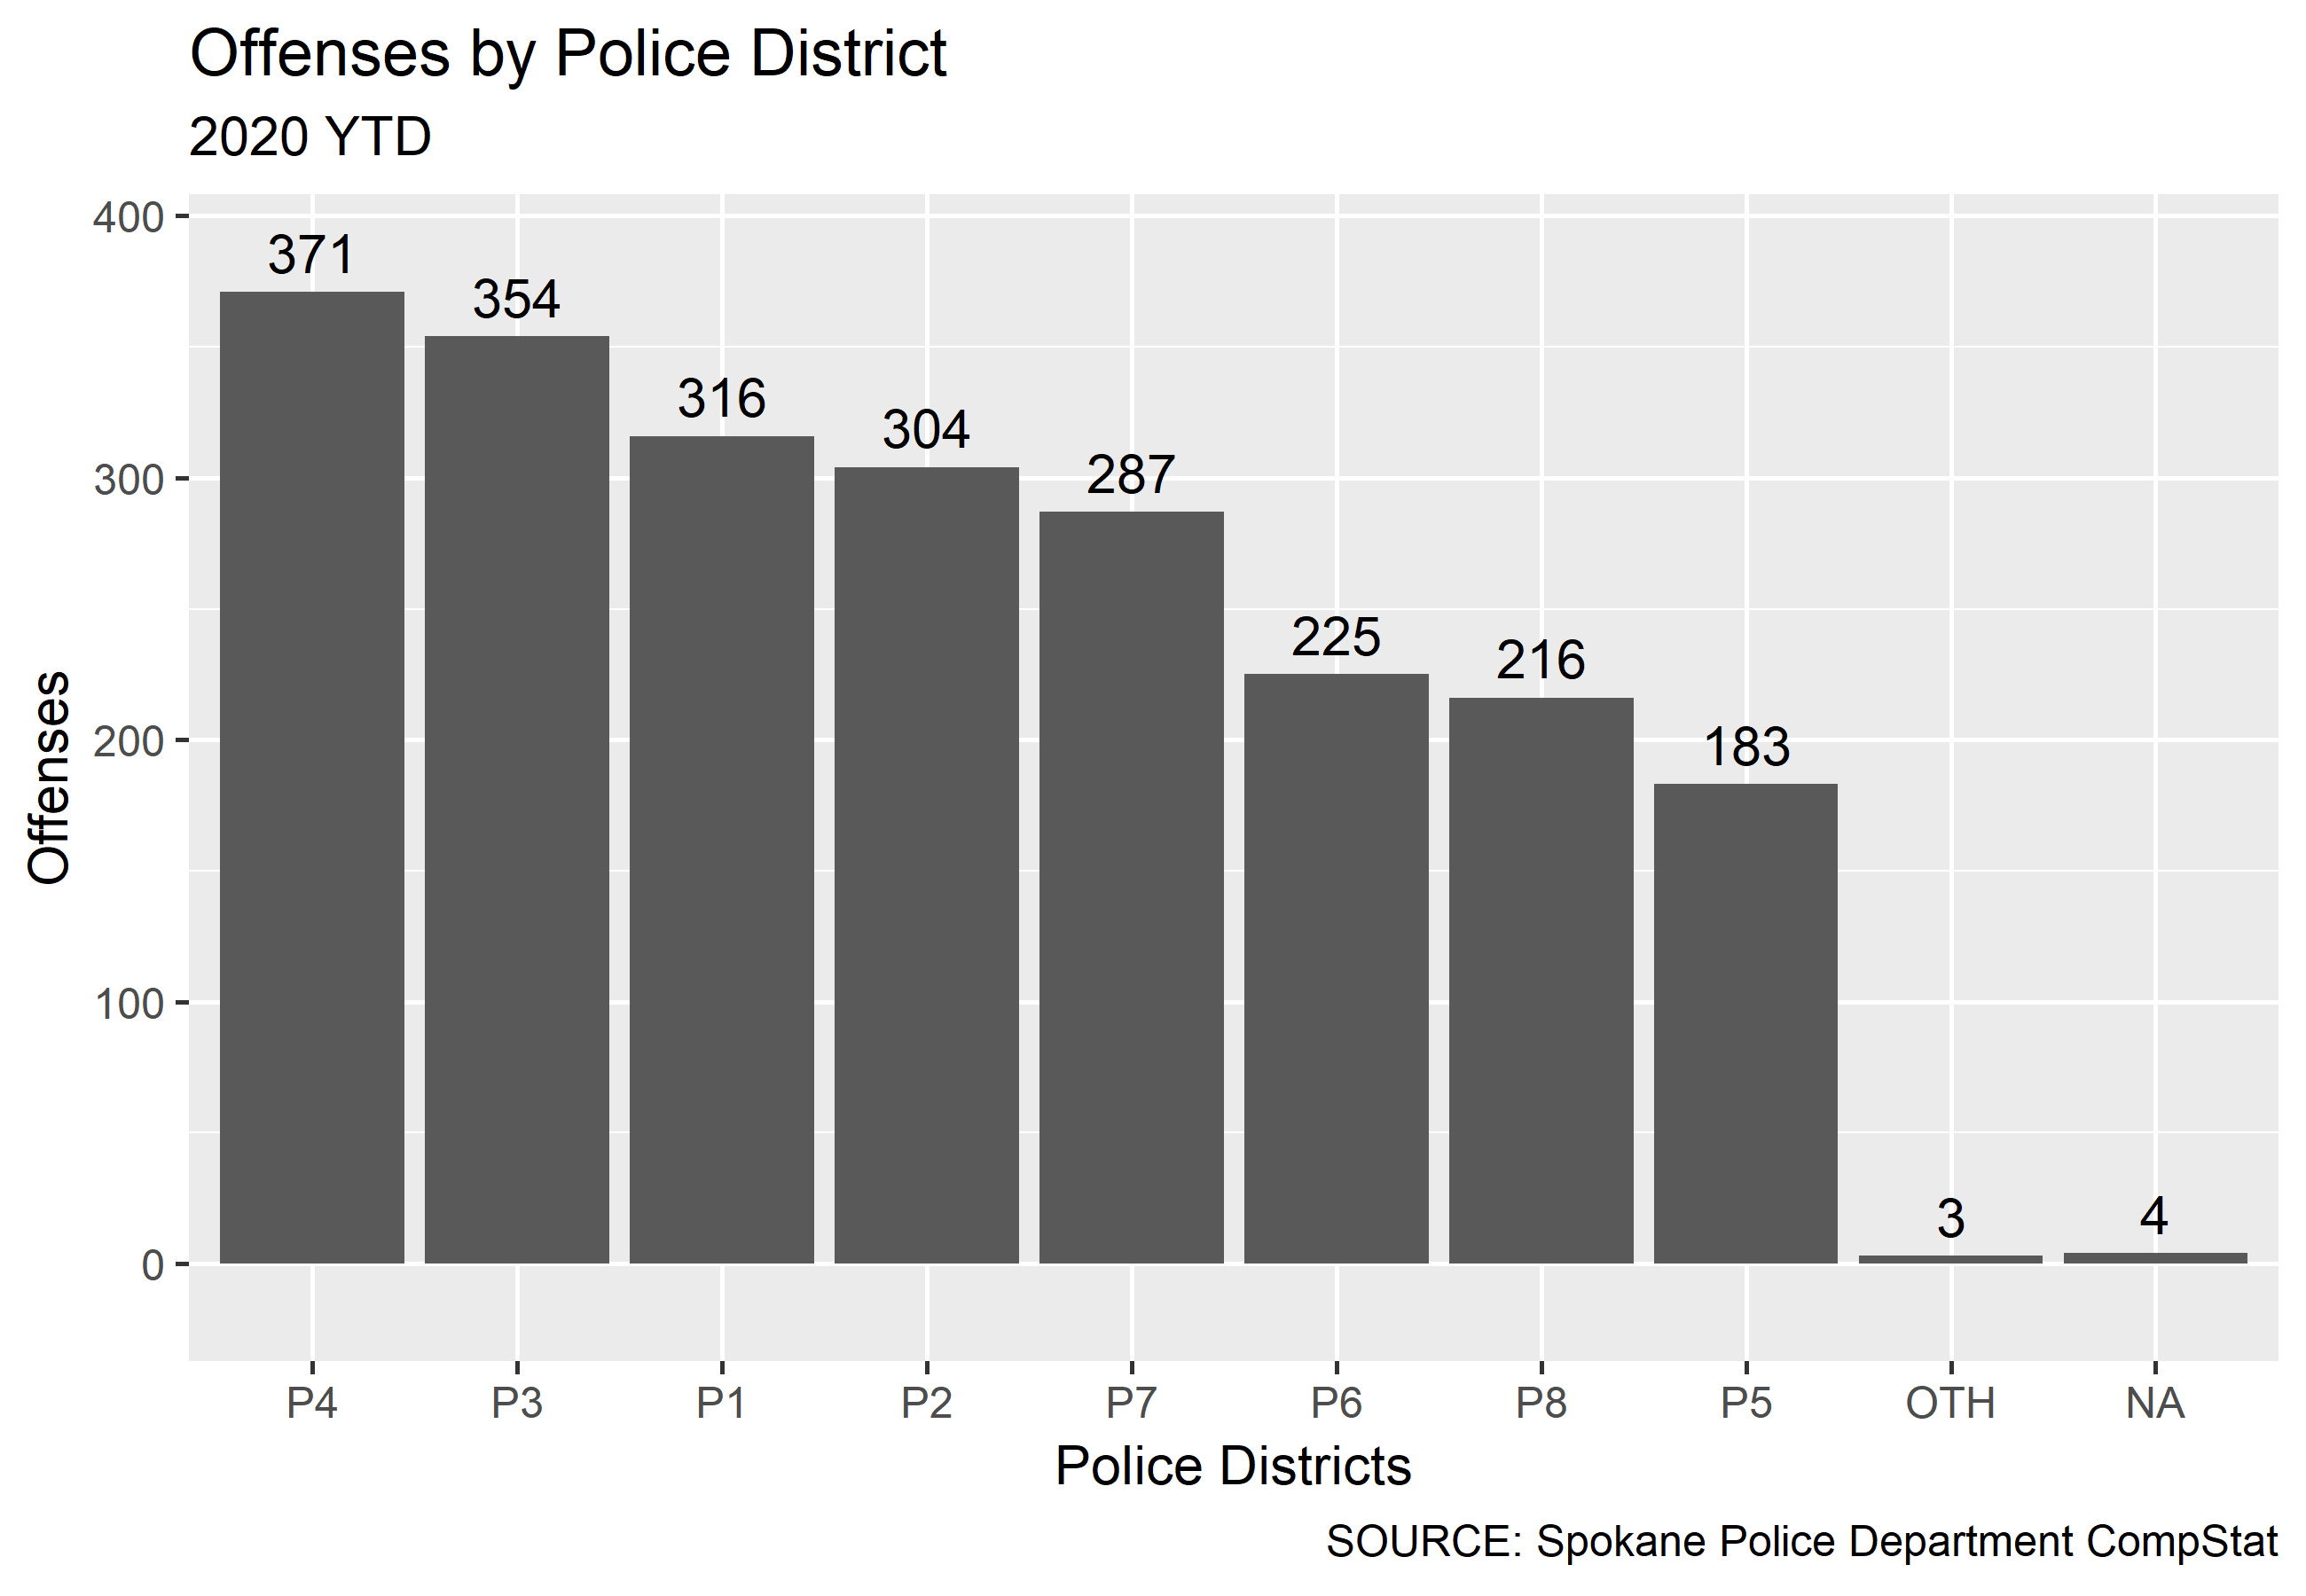 Offenses by Police District
2020 YTD
400
300
200
100
0
Offenses
371
354
316
304
287
225
216
183
3
4
P4 P3 P1 P2 P7 P6 P8 P5 OTH NA
Police Districts
SOURCE: Spokane Police Department CompStat